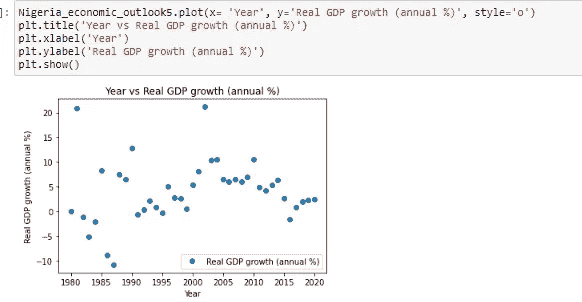 ]: Nigeria_economic_outlook5.plot(x= 'Year', y='Real GDP growth (annual %)', style='o')
plt.title('Year vs Real GDP growth (annual %)')
plt.xlabel('Year')
plt.ylabel('Real GDP growth (annual %)')
plt.show()
Year vs Real GDP growth (annual %)
Real GDP growth (annual %)
20
15
10
5
0
−5
−10
Real GDP growth (annual %)
1980 1985 1990 1995 2000 2005 2010 2015 2020
Year